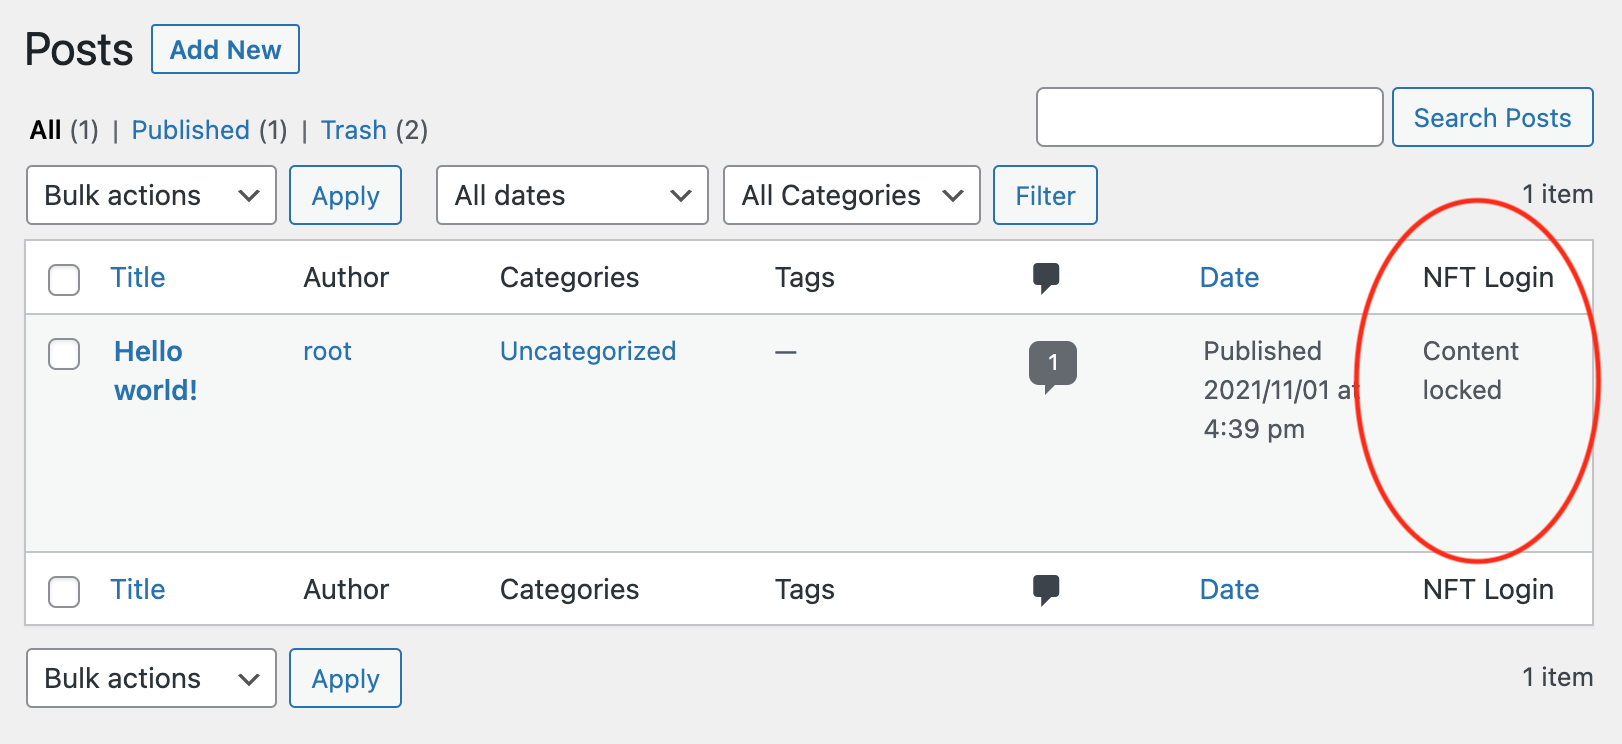 Posts Add New
All (1) | Published (1) | Trash (2)
Search Posts
Bulk actions Apply All dates All Categories Filter 1 item
Title Author Categories Tags Date NFT Login
Hello root Uncategorized — 1 Published Content
world! 2021/11/01 at locked
4:39 pm
Title Author Categories Tags Date NFT Login
Bulk actions Apply 1 item